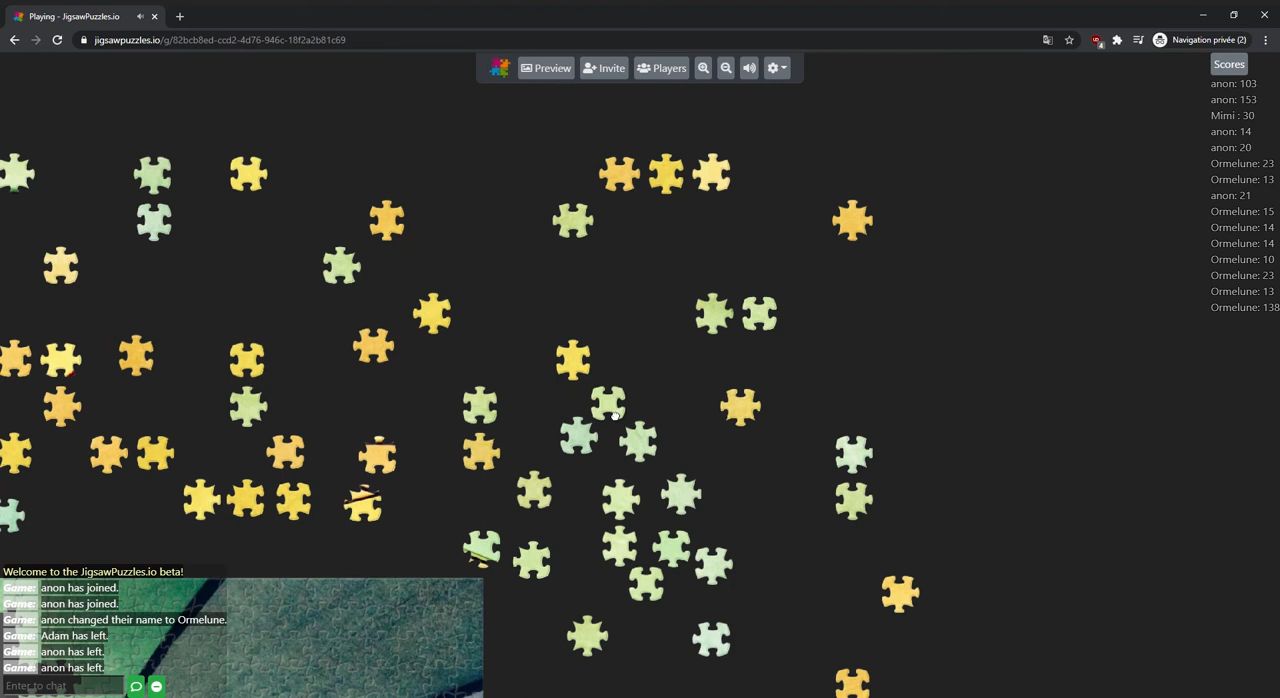 Playing - JigsawPuzzles.io
jigsawpuzzles.io/g/82bcb8ed-ccd2-4d76-946c-18f2a2b81c69
4
Navigation privée (2)
Preview
Invite
Players
Scores
anon: 103
anon: 153
Mimi : 30
anon: 14
anon: 20
Ormelune: 23
Ormelune: 13
anon: 21
Ormelune: 15
Ormelune: 14
Ormelune: 14
Ormelune: 10
Ormelune: 23
Ormelune: 13
Ormelune: 138
Welcome to the JigsawPuzzles.io beta!
Game: anon has joined.
Game: anon has joined.
Game: anon changed their name to Ormelune.
Game: Adam has left.
Game: anon has left.
Game: anon has left.
Enter to chat